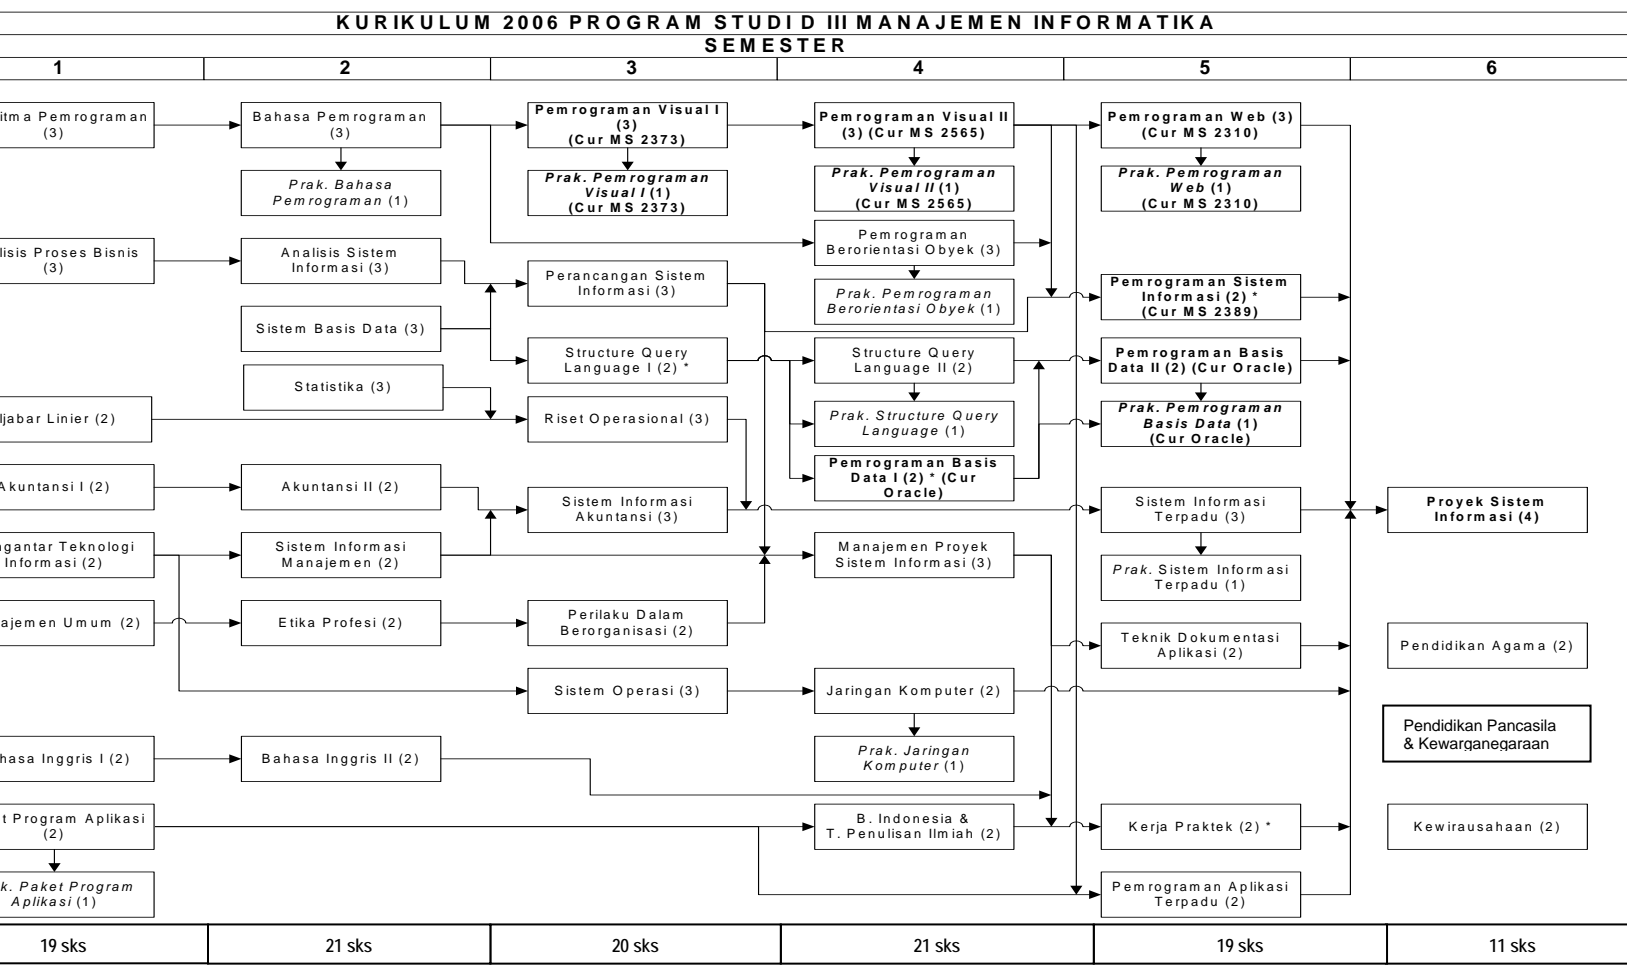 KURIKULUM 2006 PROGRAM STUDI D III MANAJEMEN INFORMATIKA
SEMESTER
1 2 3 4 5 6
itma Pemrograman
(3)
Bahasa Pemrograman
(3)
Pemrograman Visual I
(3)
(Cur MS 2373)
Pemrograman Visual II
(3) (Cur MS 2565)
Pemrograman Web (3)
(Cur MS 2310)
Prak. Bahasa
Pemrograman (1)
Prak. Pemrograman
Visual I (1)
(Cur MS 2373)
Prak. Pemrograman
Visual II (1)
(Cur MS 2565)
Prak. Pemrograman
Web (1)
(Cur MS 2310)
lisis Proses Bisnis
(3)
Analisis Sistem
Informasi (3)
Perancangan Sistem
Informasi (3)
Pemrograman
Berorientasi Obyek (3)
Prak. Pemrograman
Berorientasi Obyek (1)
Pemrograman Sistem
Informasi (2) *
(Cur MS 2389)
Sistem Basis Data (3)
Structure Query
Language I (2) *
Structure Query
Language II (2)
Pemrograman Basis
Data II (2) (Cur Oracle)
Statistika (3)
ljabar Linier (2)
Riset Operasional (3)
Prak. Structure Query
Language (1)
Prak. Pemrograman
Basis Data (1)
(Cur Oracle)
Akuntansi I (2)
Akuntansi II (2)
Sistem Informasi
Akuntansi (3)
Pemrograman Basis
Data I (2) * (Cur
Oracle)
Sistem Informasi
Terpadu (3)
Proyek Sistem
Informasi (4)
ngantar Teknologi
Informasi (2)
Sistem Informasi
Manajemen (2)
Manajemen Proyek
Sistem Informasi (3)
Prak. Sistem Informasi
Terpadu (1)
ajemen Umum (2)
Etika Profesi (2)
Perilaku Dalam
Berorganisasi (2)
Teknik Dokumentasi
Aplikasi (2)
Pendidikan Agama (2)
Sistem Operasi (3)
Jaringan Komputer (2)
Pendidikan Pancasila
& Kewarganegaraan
hasa Inggris I (2)
Bahasa Inggris II (2)
Prak. Jaringan
Komputer (1)
t Program Aplikasi
(2)
B. Indonesia &
T. Penulisan Ilmiah (2)
Kerja Praktek (2) *
Kewirausahaan (2)
k. Paket Program
Aplikasi (1)
Pemrograman Aplikasi
Terpadu (2)
19 sks 21 sks 20 sks 21 sks 19 sks 11 sks